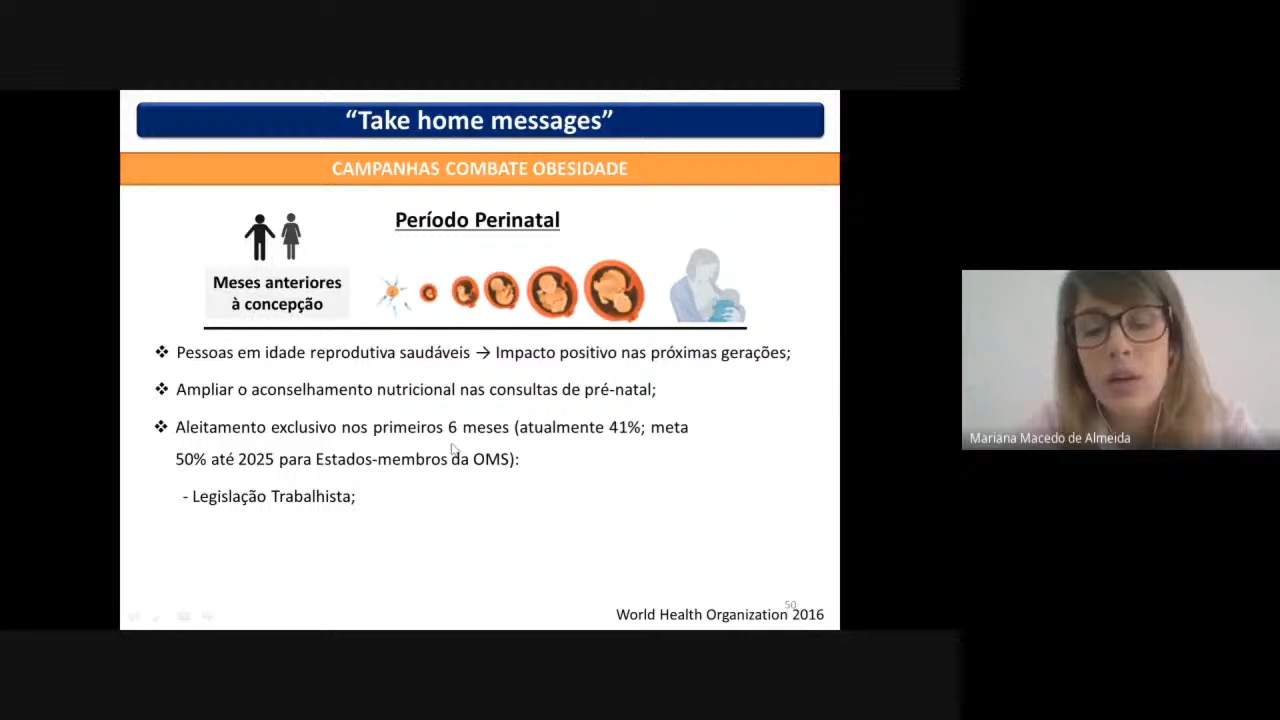 “Take home messages”
CAMPANHAS COMBATE OBESIDADE
Período Perinatal
Meses anteriores
à concepção
❖ Pessoas em idade reprodutiva saudáveis → Impacto positivo nas próximas gerações;
❖ Ampliar o aconselhamento nutricional nas consultas de pré-natal;
❖ Aleitamento exclusivo nos primeiros 6 meses (atualmente 41%; meta
50% até 2025 para Estados-membros da OMS):
- Legislação Trabalhista;
50
World Health Organization 2016
Mariana Macedo de Almeida